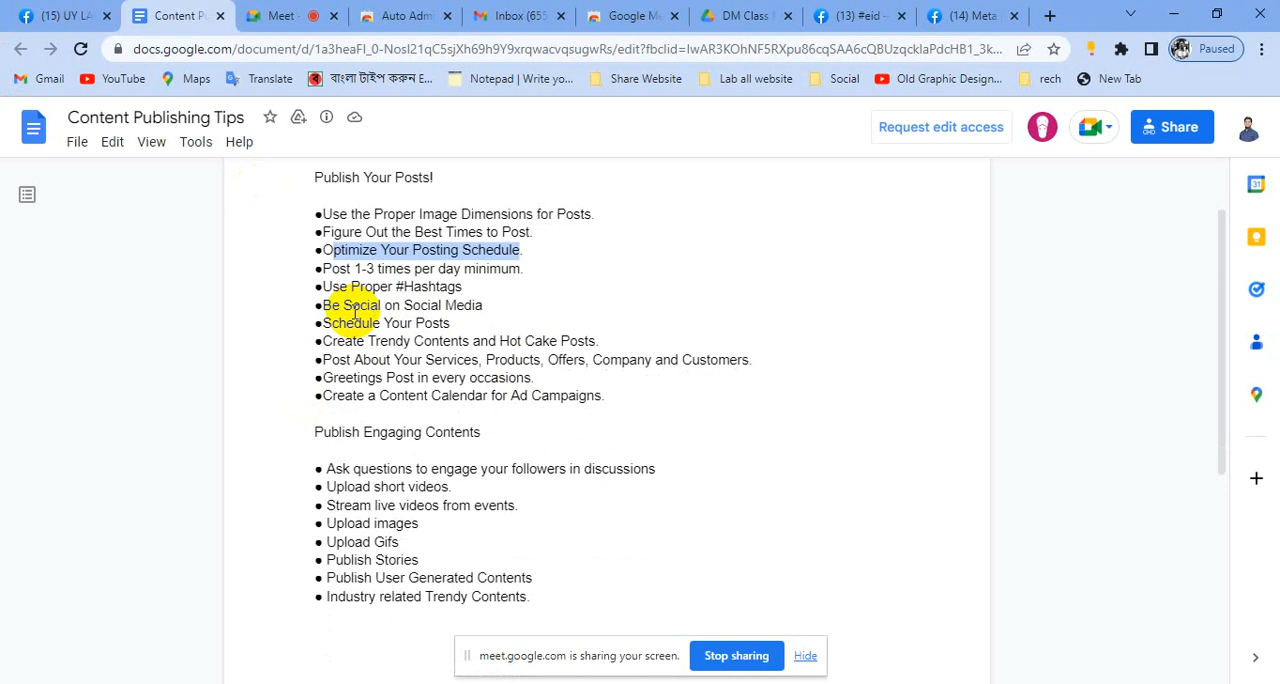 (15) UY LA
Content P
Meet -
Auto Adm
Inbox (655
Google M
DM Class
(13) #eid –
(14) Meta
docs.google.com/document/d/1a3heaFl_0-NosI21qC5sjXh69h9Y9xrqwacvqsugwRs/edit?fbclid=IwAR3KOhNF5RXpu86cqSAA6cQBUzqcklaPdcHB1_3k...
Paused
Gmail
YouTube
Maps
Translate
বাংলা টাইপ করুন E...
Notepad | Write yo...
Share Website
Lab all website
Social
Old Graphic Design...
rech
New Tab
Content Publishing Tips
File Edit View Tools Help
Request edit access
Share
Publish Your Posts!
●Use the Proper Image Dimensions for Posts.
●Figure Out the Best Times to Post.
●Optimize Your Posting Schedule.
●Post 1-3 times per day minimum.
●Use Proper #Hashtags
●Be Social on Social Media
●Schedule Your Posts
●Create Trendy Contents and Hot Cake Posts.
●Post About Your Services, Products, Offers, Company and Customers.
●Greetings Post in every occasions.
●Create a Content Calendar for Ad Campaigns.
Publish Engaging Contents
● Ask questions to engage your followers in discussions
● Upload short videos.
● Stream live videos from events.
● Upload images
● Upload Gifs
● Publish Stories
● Publish User Generated Contents
● Industry related Trendy Contents.
meet.google.com is sharing your screen.
Stop sharing
Hide
31